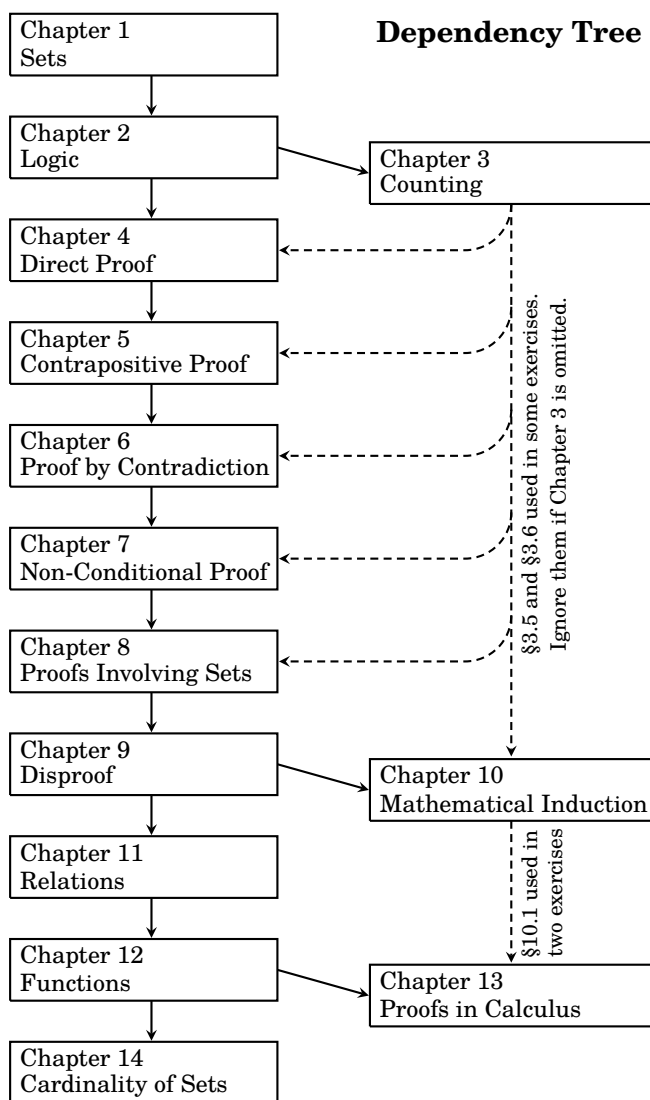 Dependency Tree
Chapter 1
Sets
Chapter 2
Logic
Chapter 3
Counting
Chapter 4
Direct Proof
Chapter 5
Contrapositive Proof
Chapter 6
Proof by Contradiction
Chapter 7
Non-Conditional Proof
Chapter 8
Proofs Involving Sets
§3.5 and §3.6 used in some exercises.
Ignore them if Chapter 3 is omitted.
Chapter 9
Disproof
Chapter 10
Mathematical Induction
Chapter 11
Relations
§10.1 used in
two exercises
Chapter 12
Functions
Chapter 13
Proofs in Calculus
Chapter 14
Cardinality of Sets